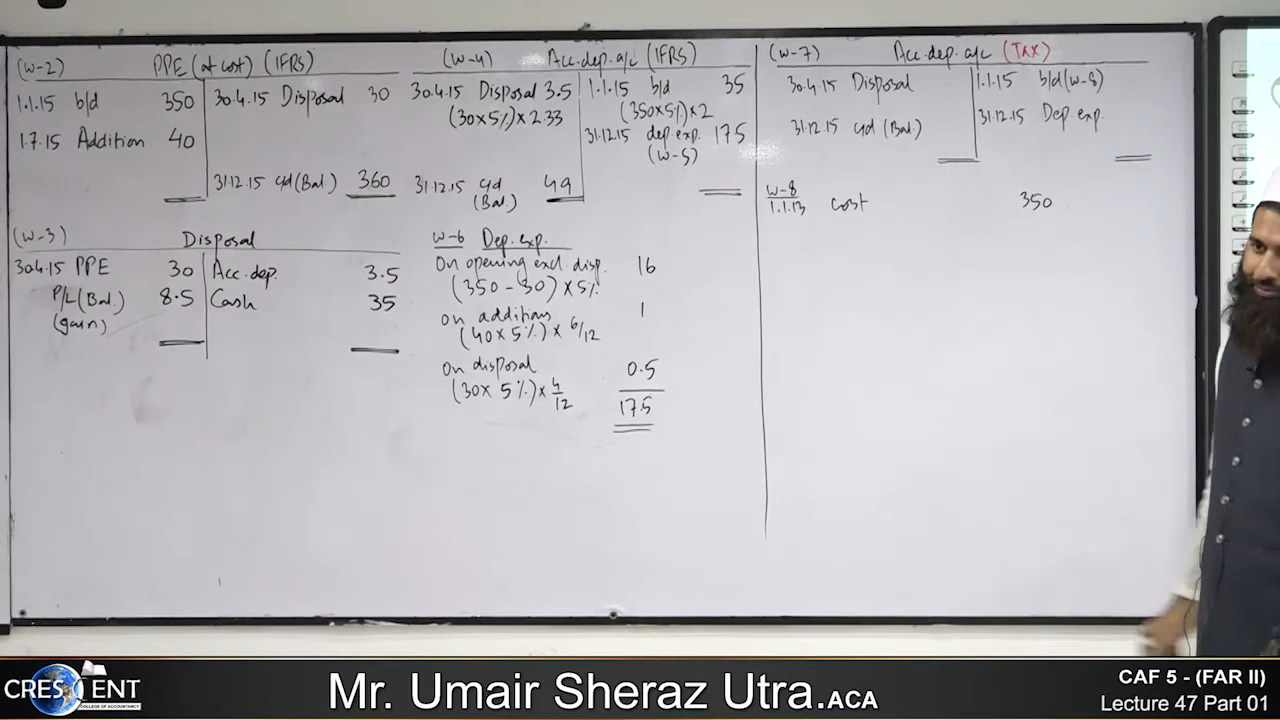 (W-2) PPE (at cost) (IFRS)
1.1.15 b/d 350
30.4.15 Disposal 30
1.7.15 Addition 40
31.12.15 c/d (Bal.) 360
(W-3) Disposal
30.4.15 PPE 30
Acc. dep. 3.5
P/L (Bal.) 8.5
Cash 35
(gain)
(W-4) Acc. dep. a/c (IFRS)
30.4.15 Disposal 3.5
(30x5%) x 2.33
1.1.15 b/d 35
(350x5%) x 2
31.12.15 dep. exp. 17.5
(W-5)
31.12.15 c/d 49
(Bal.)
W-6 Dep. exp.
On opening excl. disp. 16
(350 - 30) x 5%
On additions 1
(40 x 5%) x 6/12
On disposal 0.5
(30x 5%) x 4/12
17.5
(W-7) Acc. dep. a/c (TAX)
30.4.15 Disposal
1.1.15 b/d (W-8)
31.12.15 c/d (Bal.)
31.12.15 Dep. exp.
W-8
1.1.13 cost 350
CRESCENT
COLLEGE OF ACCOUNTANCY
Mr. Umair Sheraz Utra.ACA
CAF 5 - (FAR II)
Lecture 47 Part 01